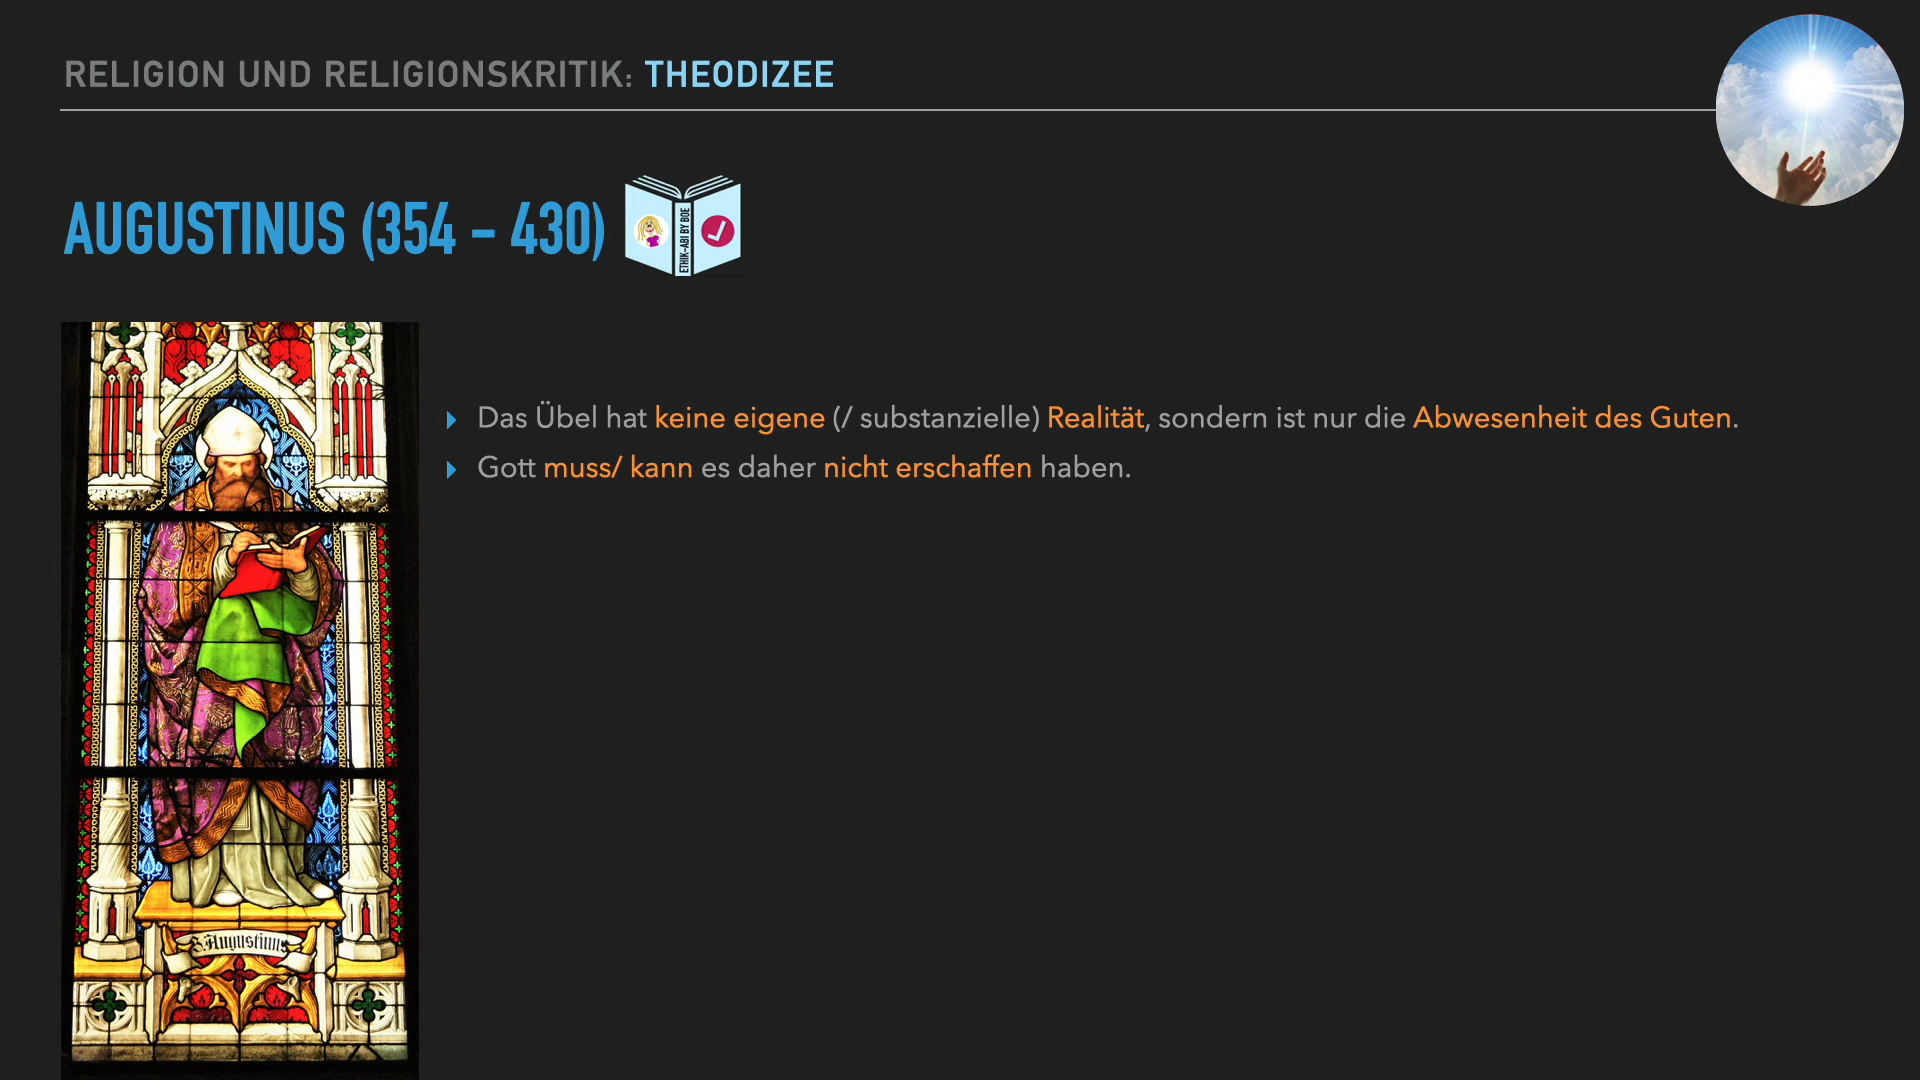 RELIGION UND RELIGIONSKRITIK: THEODIZEE
AUGUSTINUS (354 – 430)
ETHIK-ABI BY BOE
▸ Das Übel hat keine eigene (/ substanzielle) Realität, sondern ist nur die Abwesenheit des Guten.
▸ Gott muss/ kann es daher nicht erschaffen haben.
S. Augustinus